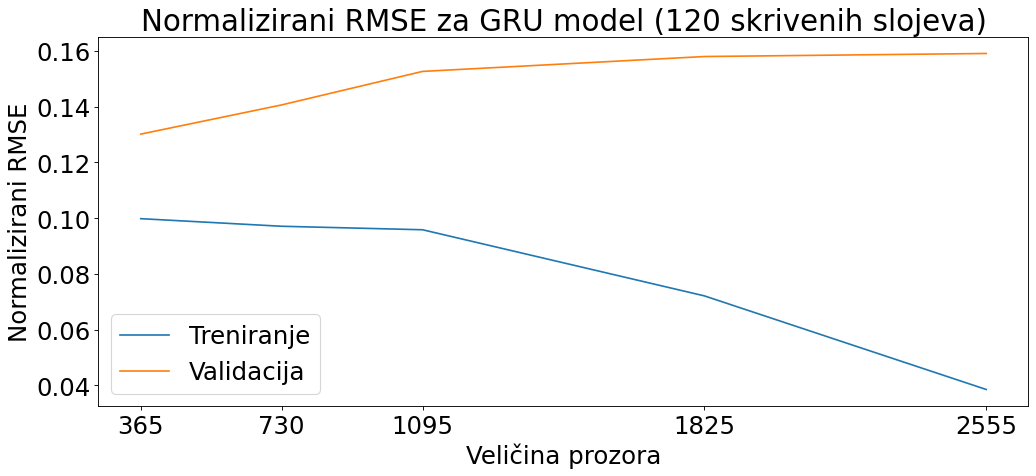 Normalizirani RMSE za GRU model (120 skrivenih slojeva)
Normalizirani RMSE
0.16
0.14
0.12
0.10
0.08
0.06
0.04
Treniranje
Validacija
365 730 1095 1825 2555
Veličina prozora